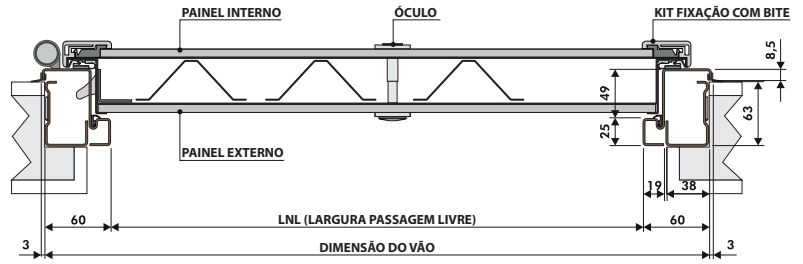 PAINEL INTERNO
ÓCULO
KIT FIXAÇÃO COM BITE
8,5
49
63
25
PAINEL EXTERNO
19
38
60
LNL (LARGURA PASSAGEM LIVRE)
60
3
DIMENSÃO DO VÃO
3